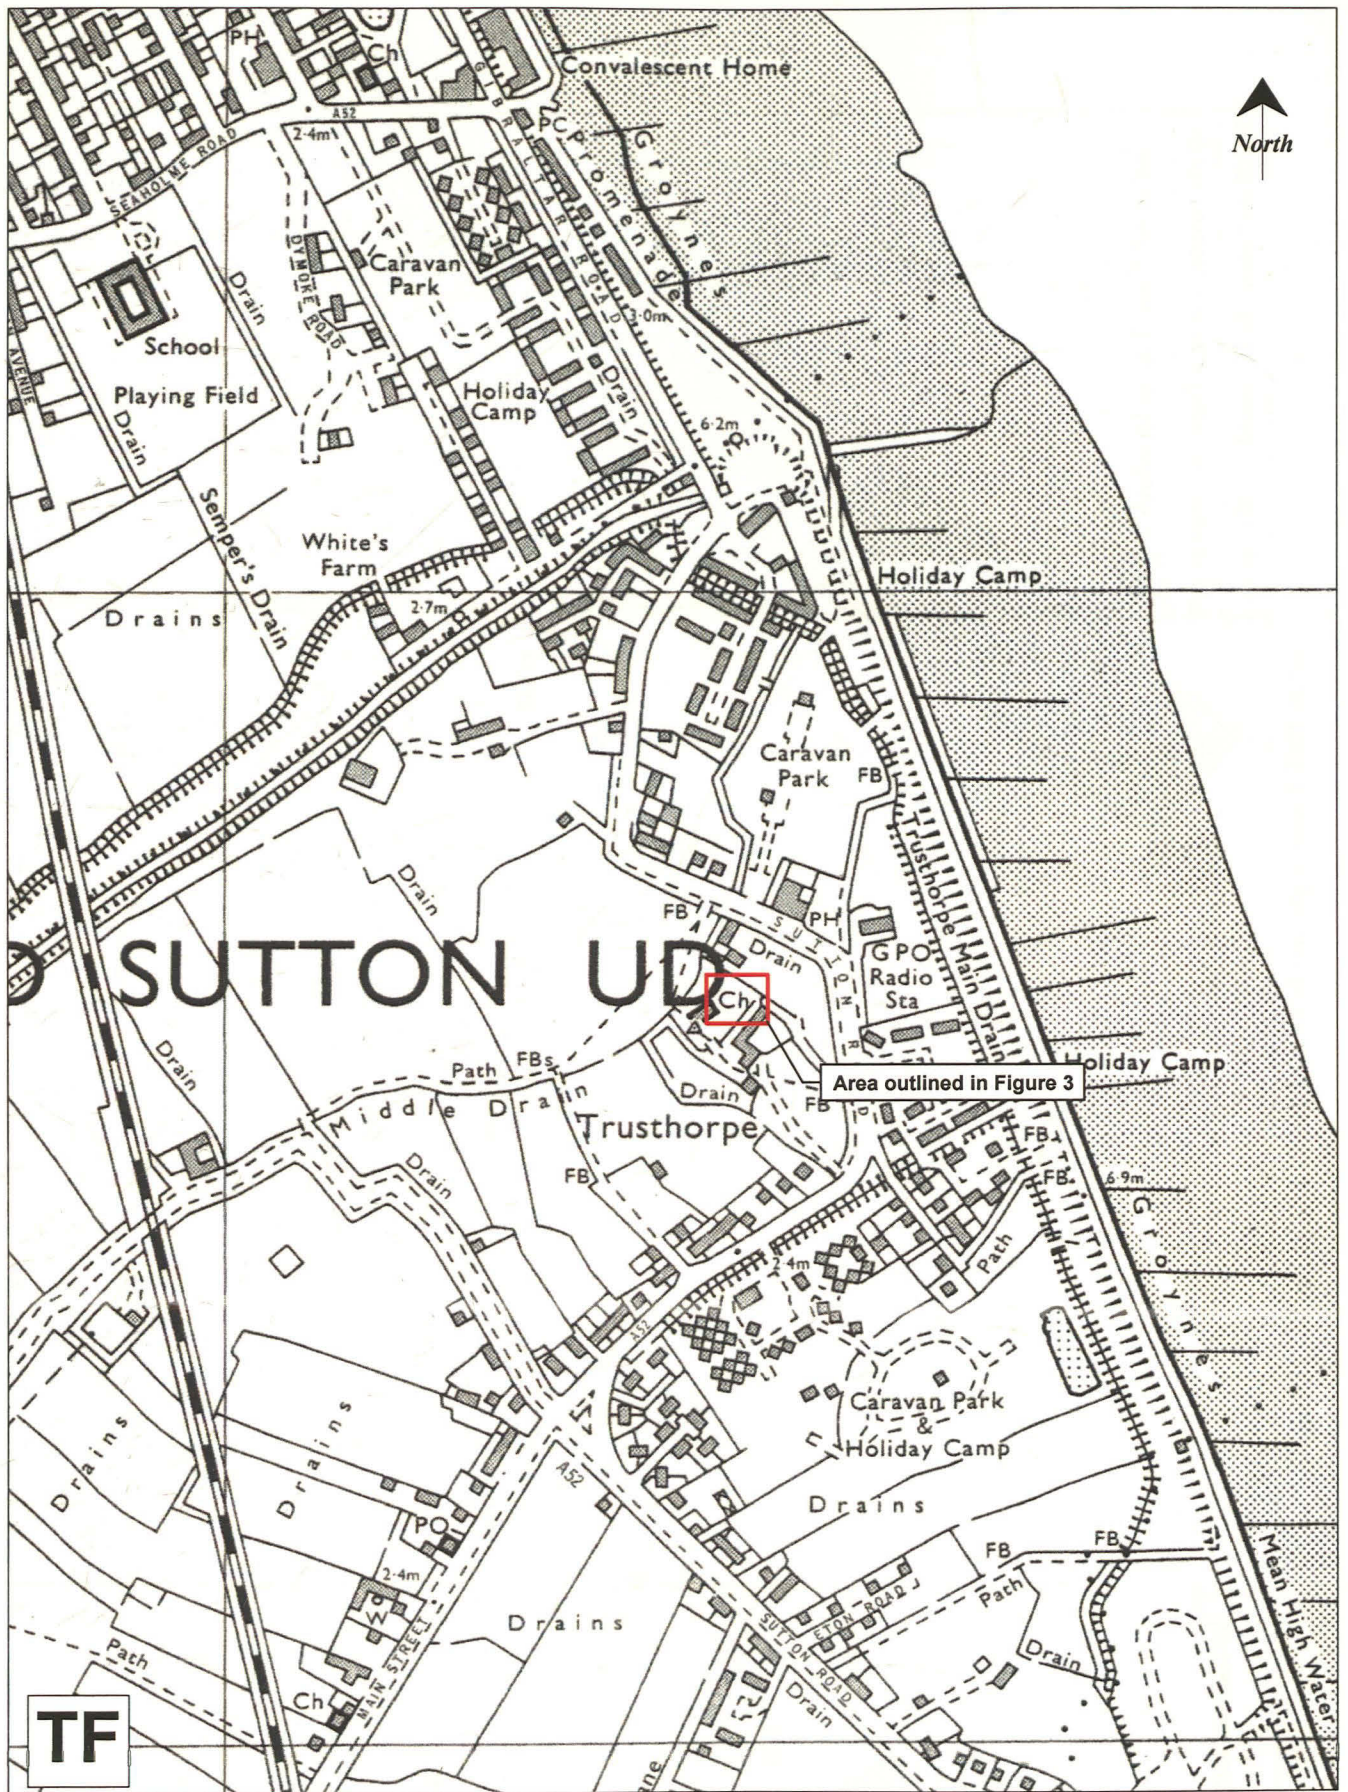 PH
Ch
Convalescent Home
North
A52
GIBRALTAR ROAD
Promenade
Groynes
2·4m
SEAHOLME ROAD
DYMOKE ROAD
Caravan
Park
Drain
3·0m
School
AVENUE
Playing Field
Holiday
Camp
Drain
Drain
6·2m
Semper's Drain
White's
Farm
Holiday Camp
2·7m
Drains
Caravan
Park
FB
Trusthorpe Main Drain
Drain
FB
PH
SUTTON R
D
D SUTTON UD
Drain
GPO
Radio
Sta
Ch
Drain
Path
FBs
Holiday Camp
Area outlined in Figure 3
Middle Drain
Drain
FB
Trusthorpe
FB
Drain
FB
FB
6·9m
Groynes
Path
2·4m
A52
Caravan Park
&
Holiday Camp
Drains
Drains
A52
Drains
PO
FB
FB
2·4m
W
Path
Mean High Water
Drains
ETON ROAD
SUTTON ROAD
MAIN STREET
Path
Drain
Ch
Drain
TF